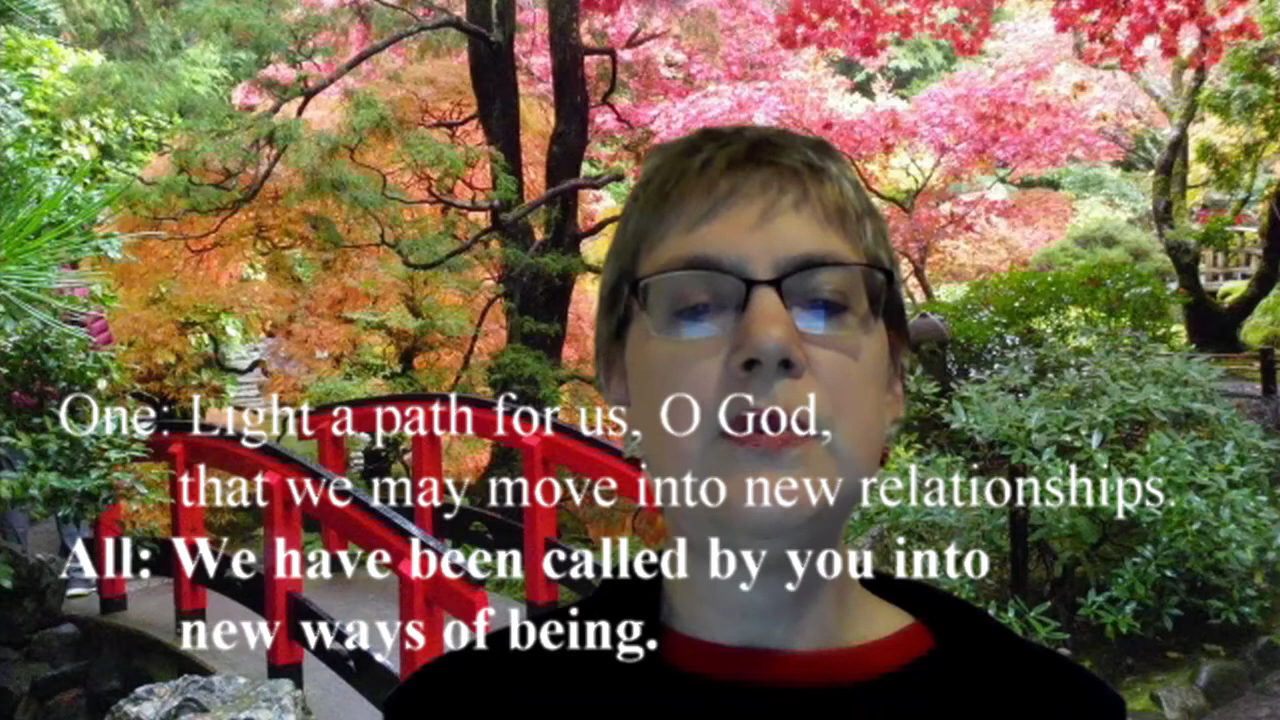 One: Light a path for us, O God,
that we may move into new relationships.
All: We have been called by you into
new ways of being.